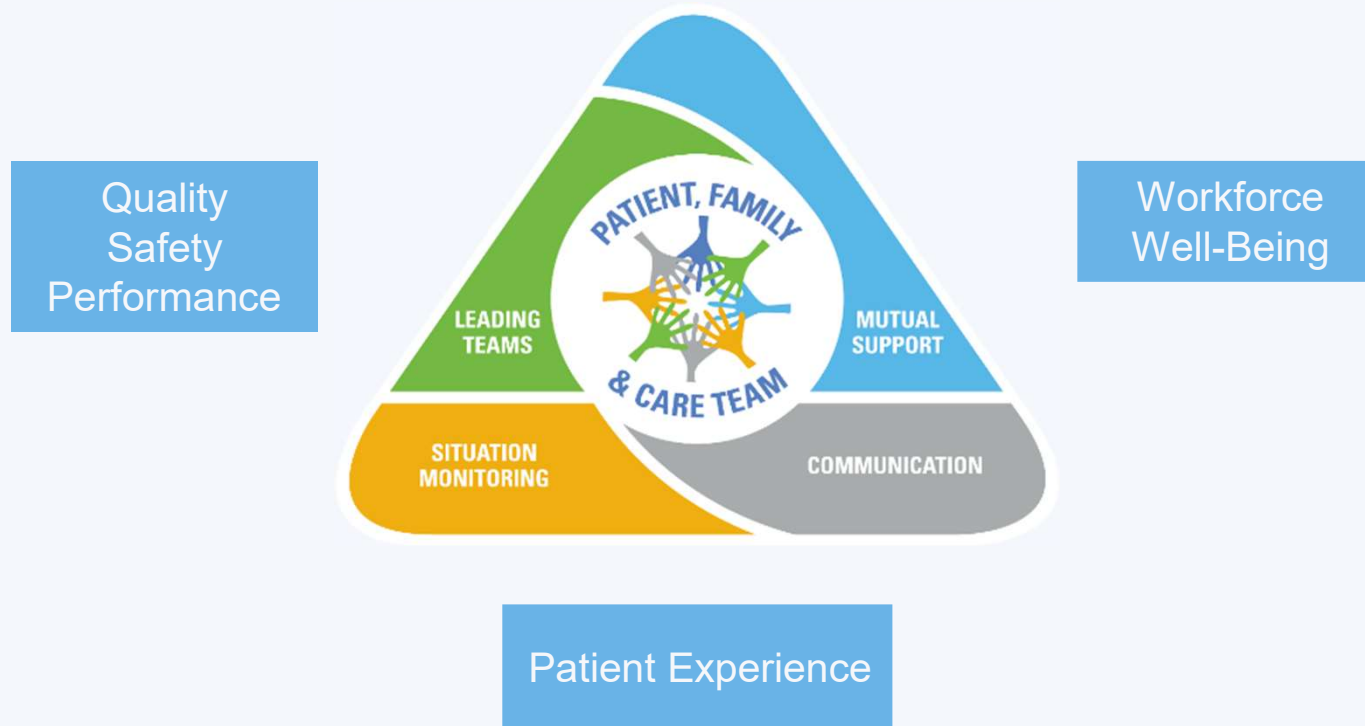 Quality
Safety
Performance
Workforce
Well-Being
PATIENT, FAMILY
& CARE TEAM
LEADING
TEAMS
MUTUAL
SUPPORT
SITUATION
MONITORING
COMMUNICATION
Patient Experience